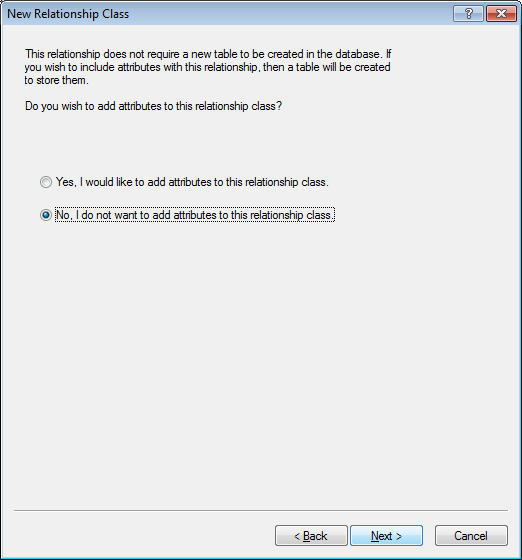 New Relationship Class
?
This relationship does not require a new table to be created in the database. If
you wish to include attributes with this relationship, then a table will be created
to store them.
Do you wish to add attributes to this relationship class?
Yes, I would like to add attributes to this relationship class.
No, I do not want to add attributes to this relationship class.
< Back
Next >
Cancel